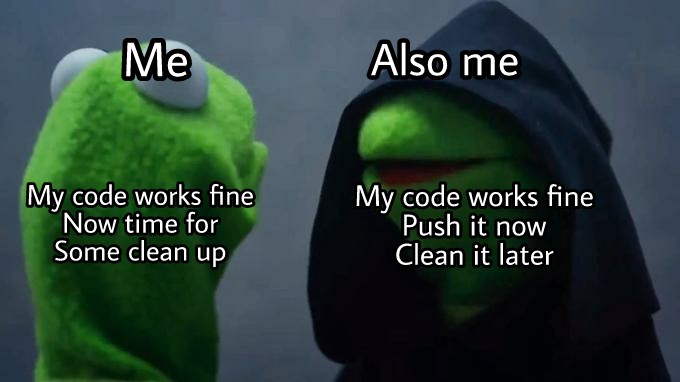 Me
My code works fine
Now time for
Some clean up
Also me
My code works fine
Push it now
Clean it later